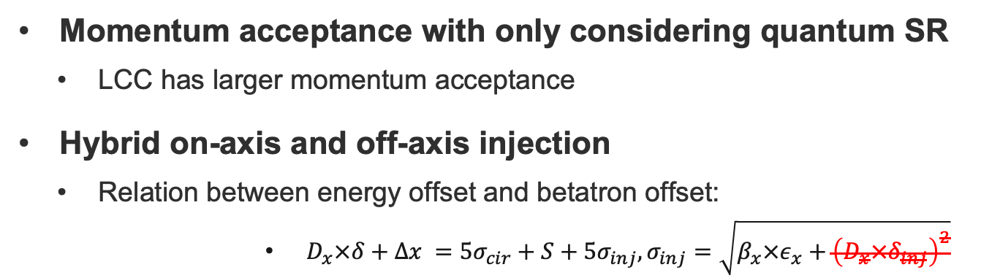 • Momentum acceptance with only considering quantum SR
• LCC has larger momentum acceptance
• Hybrid on-axis and off-axis injection
• Relation between energy offset and betatron offset:
• $D_x \times \delta + \Delta x = 5\sigma_{cir} + S + 5\sigma_{inj}, \sigma_{inj} = \sqrt{\beta_x \times \epsilon_x + (D_x \times \delta_{inj})^2}$